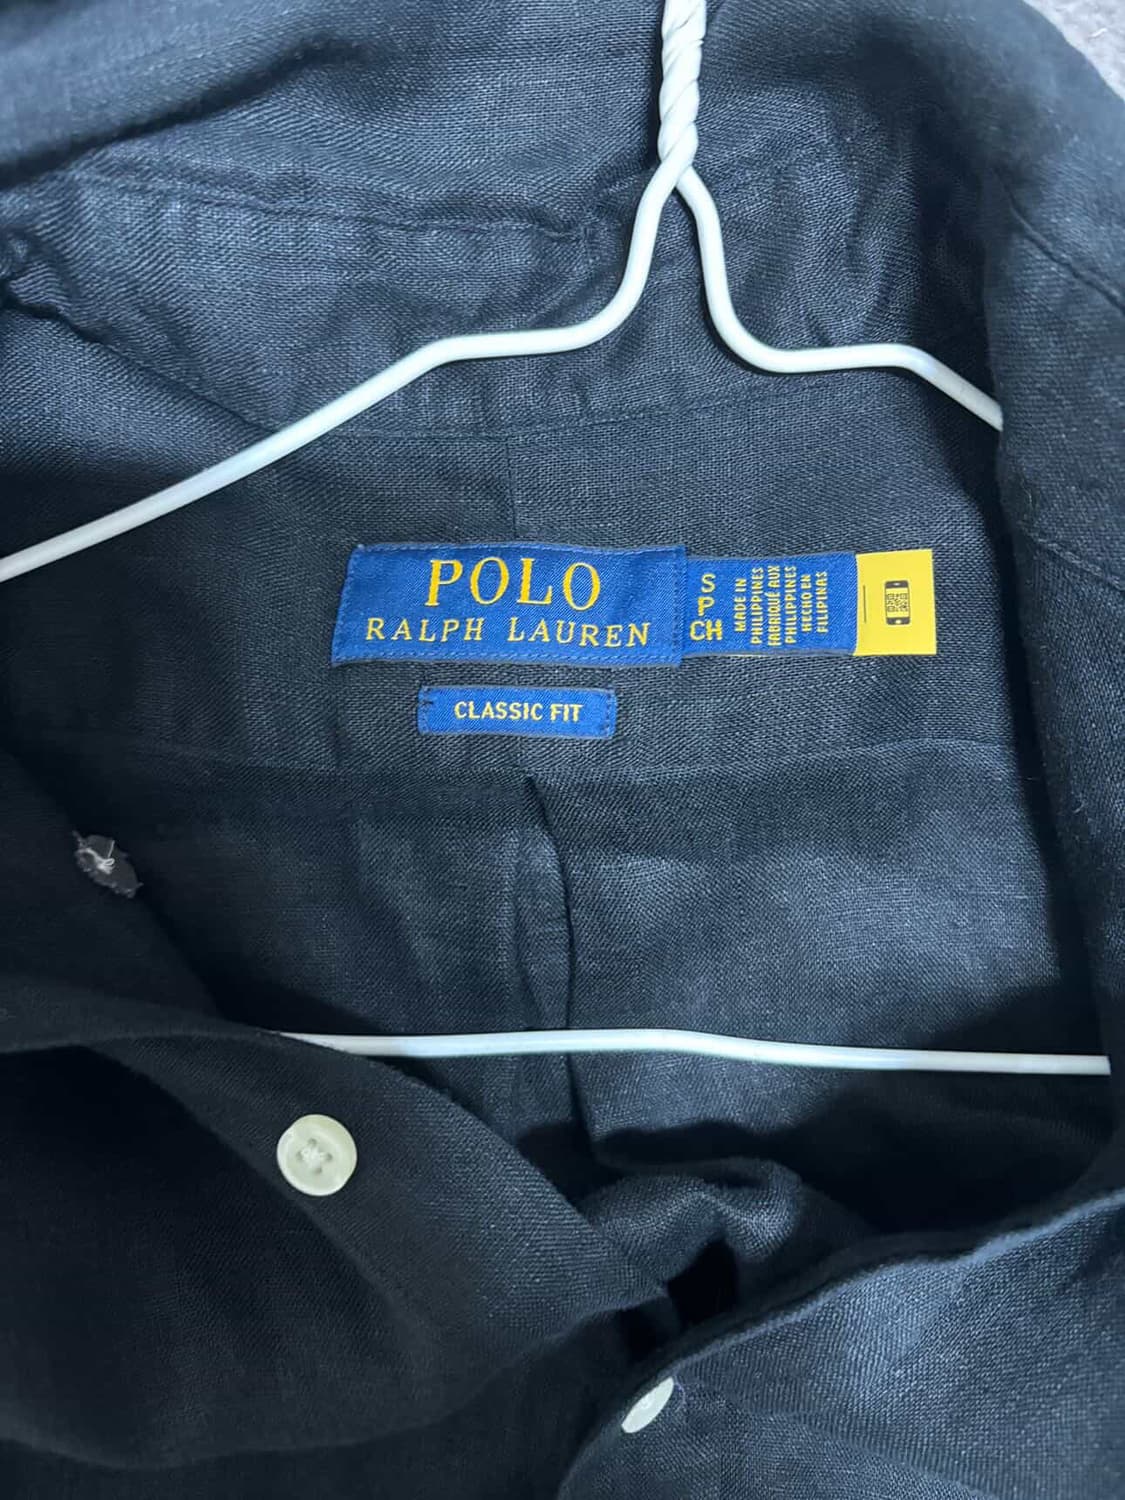 POLO
RALPH LAUREN
S
P
CH
MADE IN
PHILIPPINES
FABRIQUÉ AUX
PHILIPPINES
HECHO EN
FILIPINAS
CLASSIC FIT